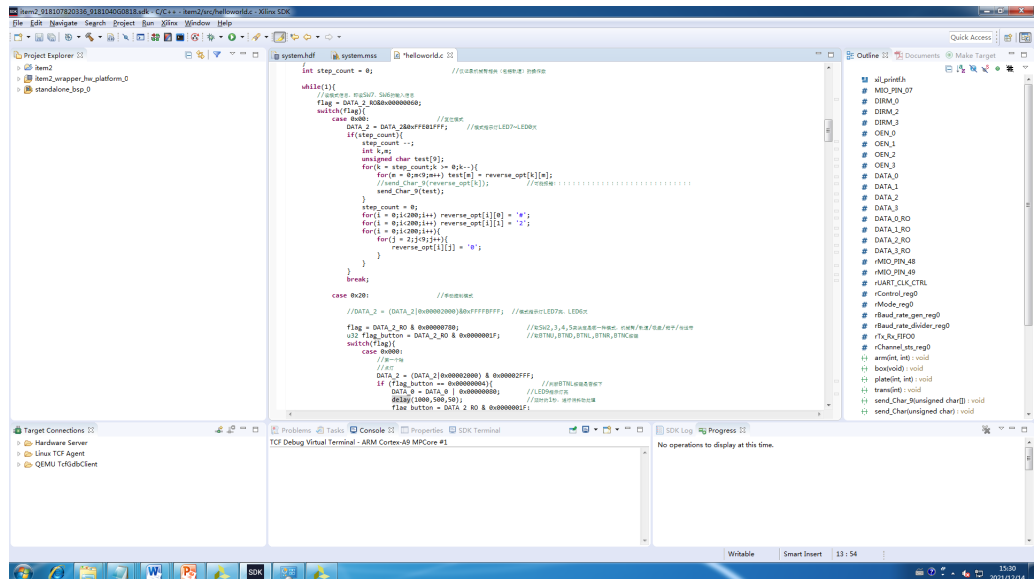 item2_918107820336_9181040G0818.sdk - C/C++ - item2/src/helloworld.c - Xilinx SDK
File Edit Navigate Search Project Run Xilinx Window Help
Quick Access
Project Explorer
item2
item2_wrapper_hw_platform_0
standalone_bsp_0
system.hdf system.mss *helloworld.c
int step_count = 0;
while(1){
flag = DATA_2_RO&0x00000060;
switch(flag){
case 0x00:
DATA_2 = DATA_2&0xFFE01FFF;
if(step_count){
step_count --;
int k,m;
unsigned char test[9];
for(k = step_count;k >= 0;k--){
for(m = 0;m<9;m++) test[m] = reverse_opt[k][m];
//send_Char_9(reverse_opt[k]);
send_Char_9(test);
}
step_count = 0;
for(i = 0;i<200;i++) reverse_opt[i][0] = '#';
for(i = 0;i<200;i++) reverse_opt[i][1] = '2';
for(i = 0;i<200;i++){
for(j = 2;j<9;j++){
reverse_opt[i][j] = '0';
}
}
}
break;
case 0x20:
//DATA_2 = (DATA_2|0x00002000)&0xFFFFBFFF;
flag = DATA_2_RO & 0x00000780;
u32 flag_button = DATA_2_RO & 0x0000001F;
switch(flag){
case 0x000:
//第一个站
//点灯
DATA_2 = (DATA_2|0x00002000) & 0x00002FFF;
if (flag_button == 0x00000004){
DATA_0 = DATA_0 | 0x00000080;
delay(1000,500,50);
flag_button = DATA_2_RO & 0x0000001F;
Outline Documents Make Target
xil_printf.h
MIO_PIN_07
DIRM_0
DIRM_2
DIRM_3
OEN_0
OEN_1
OEN_2
OEN_3
DATA_0
DATA_1
DATA_2
DATA_3
DATA_0_RO
DATA_1_RO
DATA_2_RO
DATA_3_RO
rMIO_PIN_48
rMIO_PIN_49
rUART_CLK_CTRL
rControl_reg0
rMode_reg0
rBaud_rate_gen_reg0
rBaud_rate_divider_reg0
rTx_Rx_FIFO0
rChannel_sts_reg0
arm(int, int) : void
box(void) : void
plate(int, int) : void
trans(int) : void
send_Char_9(unsigned char[]) : void
send_Char(unsigned char) : void
Target Connections
Hardware Server
Linux TCF Agent
QEMU TcfGdbClient
Problems Tasks Console Properties SDK Terminal
TCF Debug Virtual Terminal - ARM Cortex-A9 MPCore #1
SDK Log Progress
No operations to display at this time.
Writable Smart Insert 13 : 54
SDK
15:30
2021/12/14